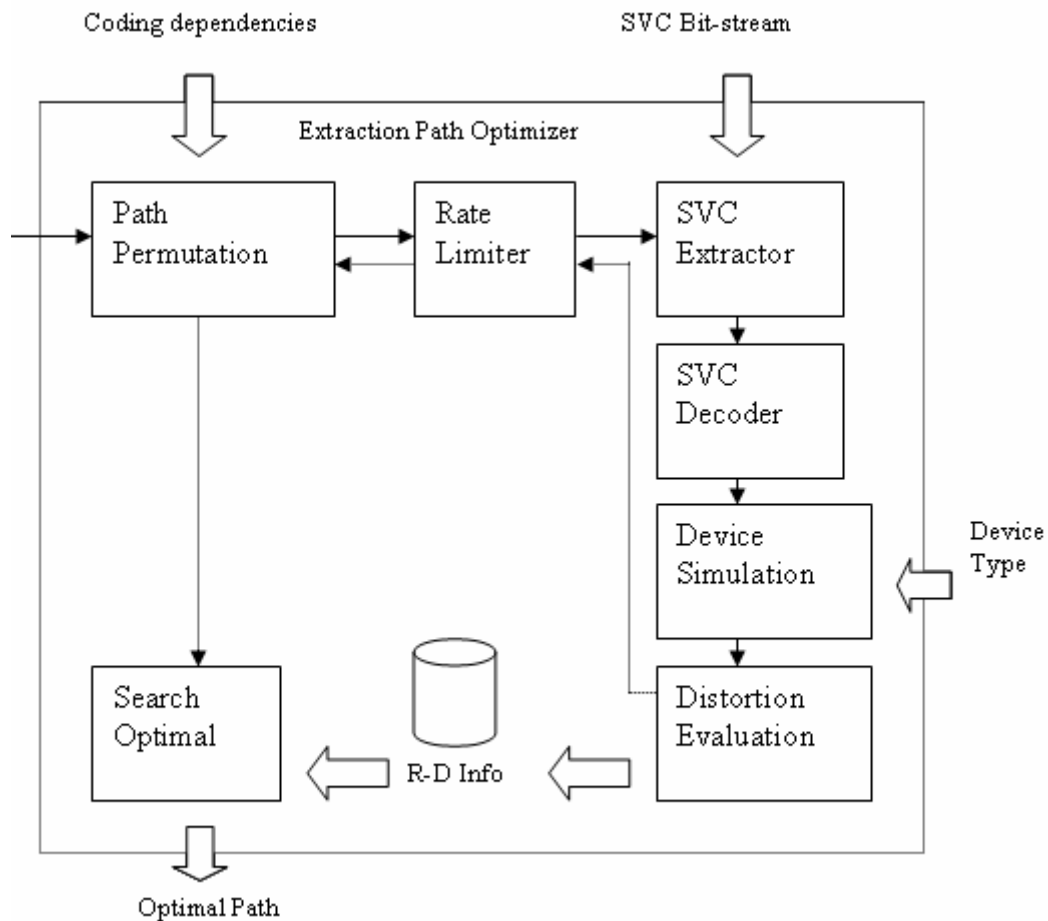 Coding dependencies
SVC Bit-stream
Extraction Path Optimizer
Path
Permutation
Rate
Limiter
SVC
Extractor
SVC
Decoder
Device
Simulation
Device
Type
Search
Optimal
R-D Info
Distortion
Evaluation
Optimal Path